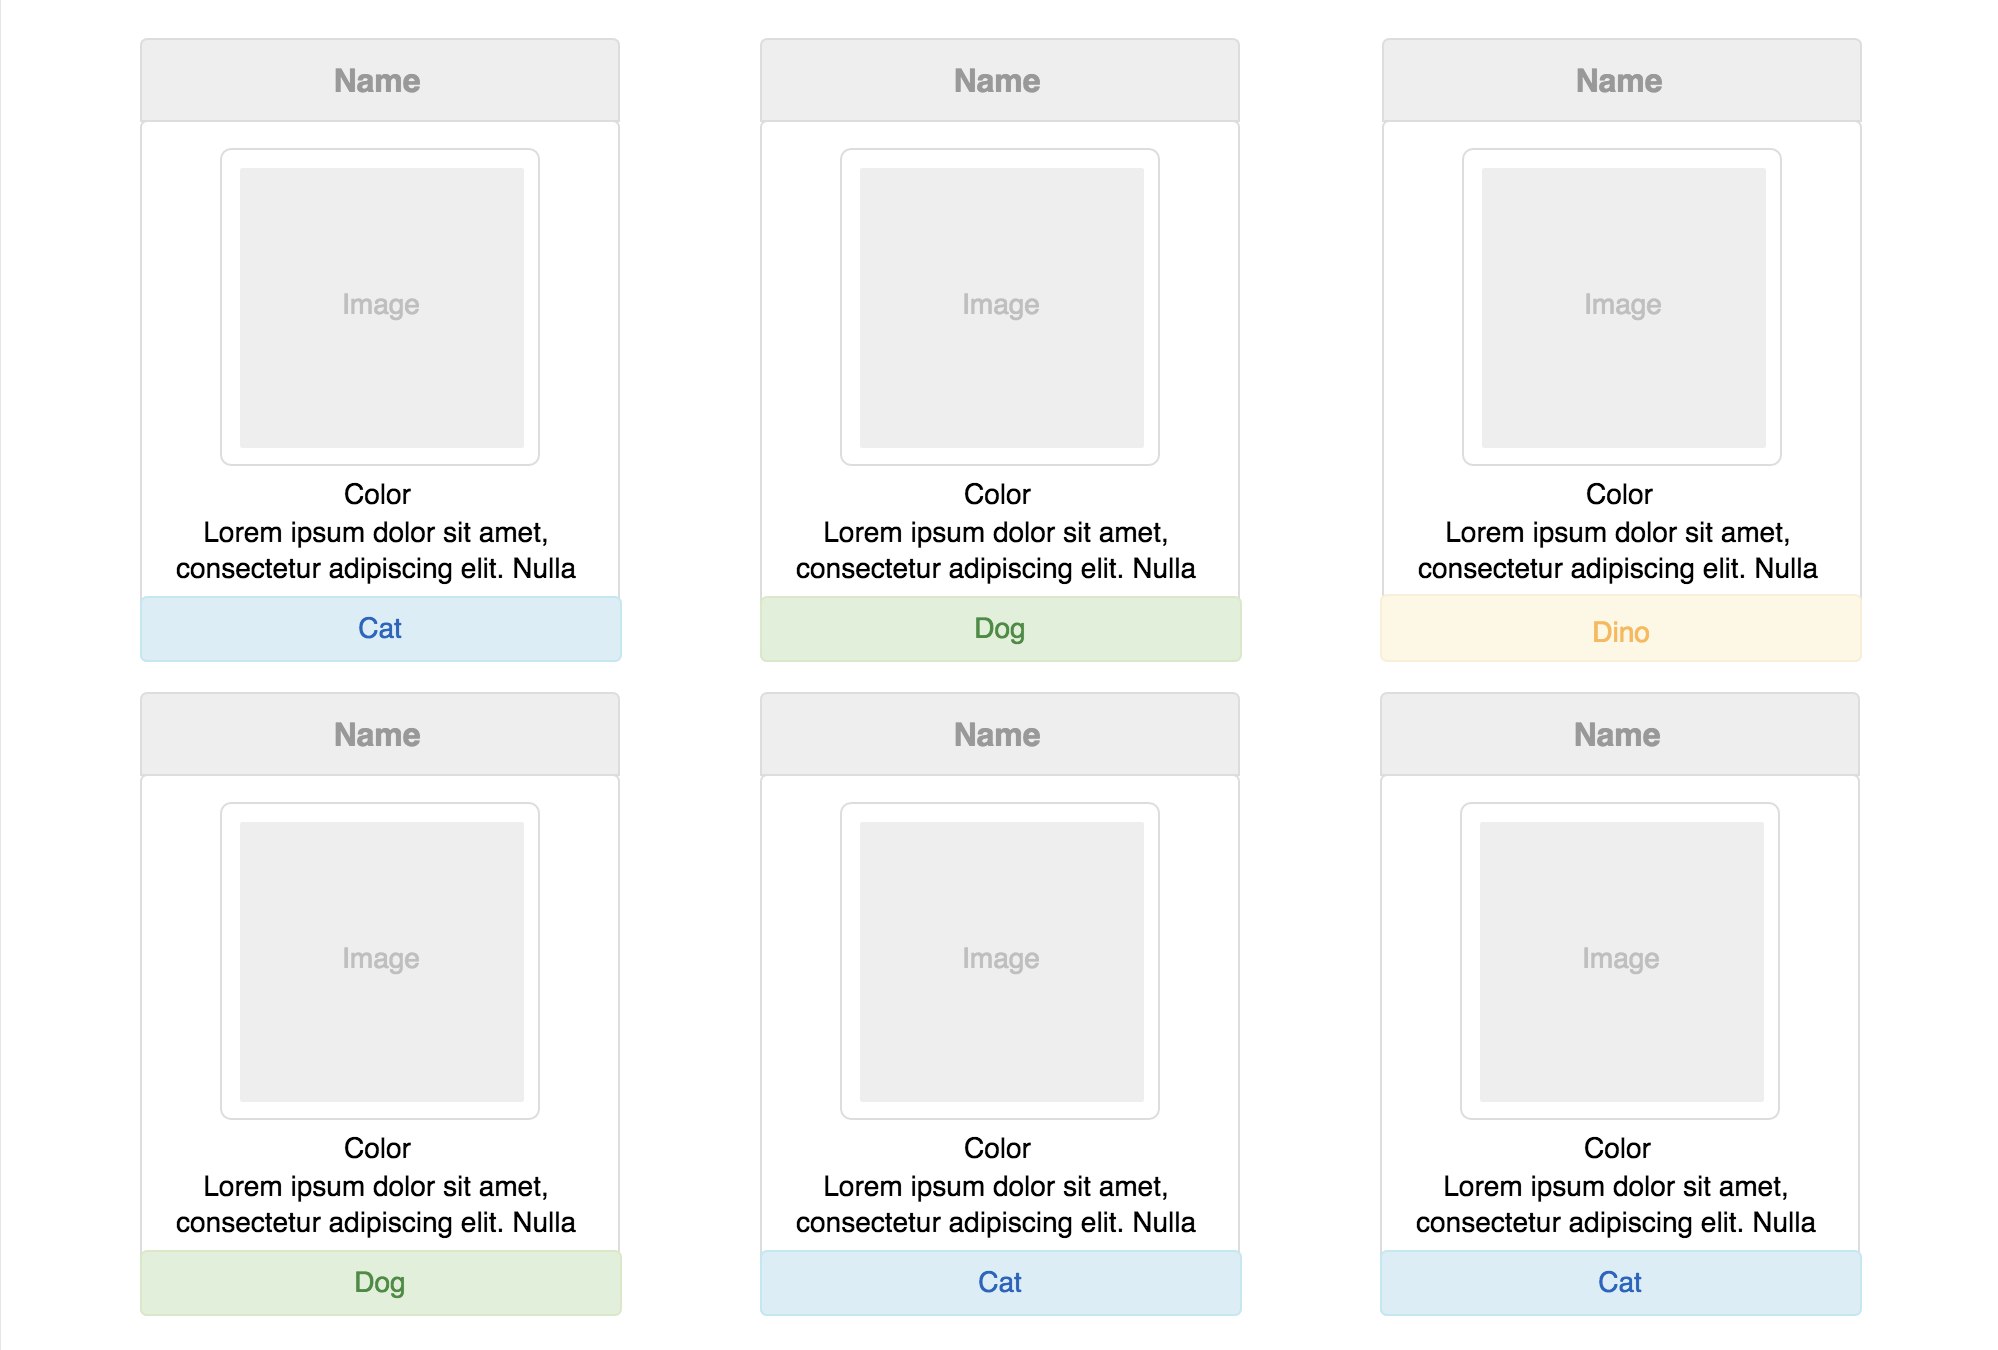 Name
Image
Color
Lorem ipsum dolor sit amet,
consectetur adipiscing elit. Nulla
Cat
Name
Image
Color
Lorem ipsum dolor sit amet,
consectetur adipiscing elit. Nulla
Dog
Name
Image
Color
Lorem ipsum dolor sit amet,
consectetur adipiscing elit. Nulla
Dino
Name
Image
Color
Lorem ipsum dolor sit amet,
consectetur adipiscing elit. Nulla
Dog
Name
Image
Color
Lorem ipsum dolor sit amet,
consectetur adipiscing elit. Nulla
Cat
Name
Image
Color
Lorem ipsum dolor sit amet,
consectetur adipiscing elit. Nulla
Cat